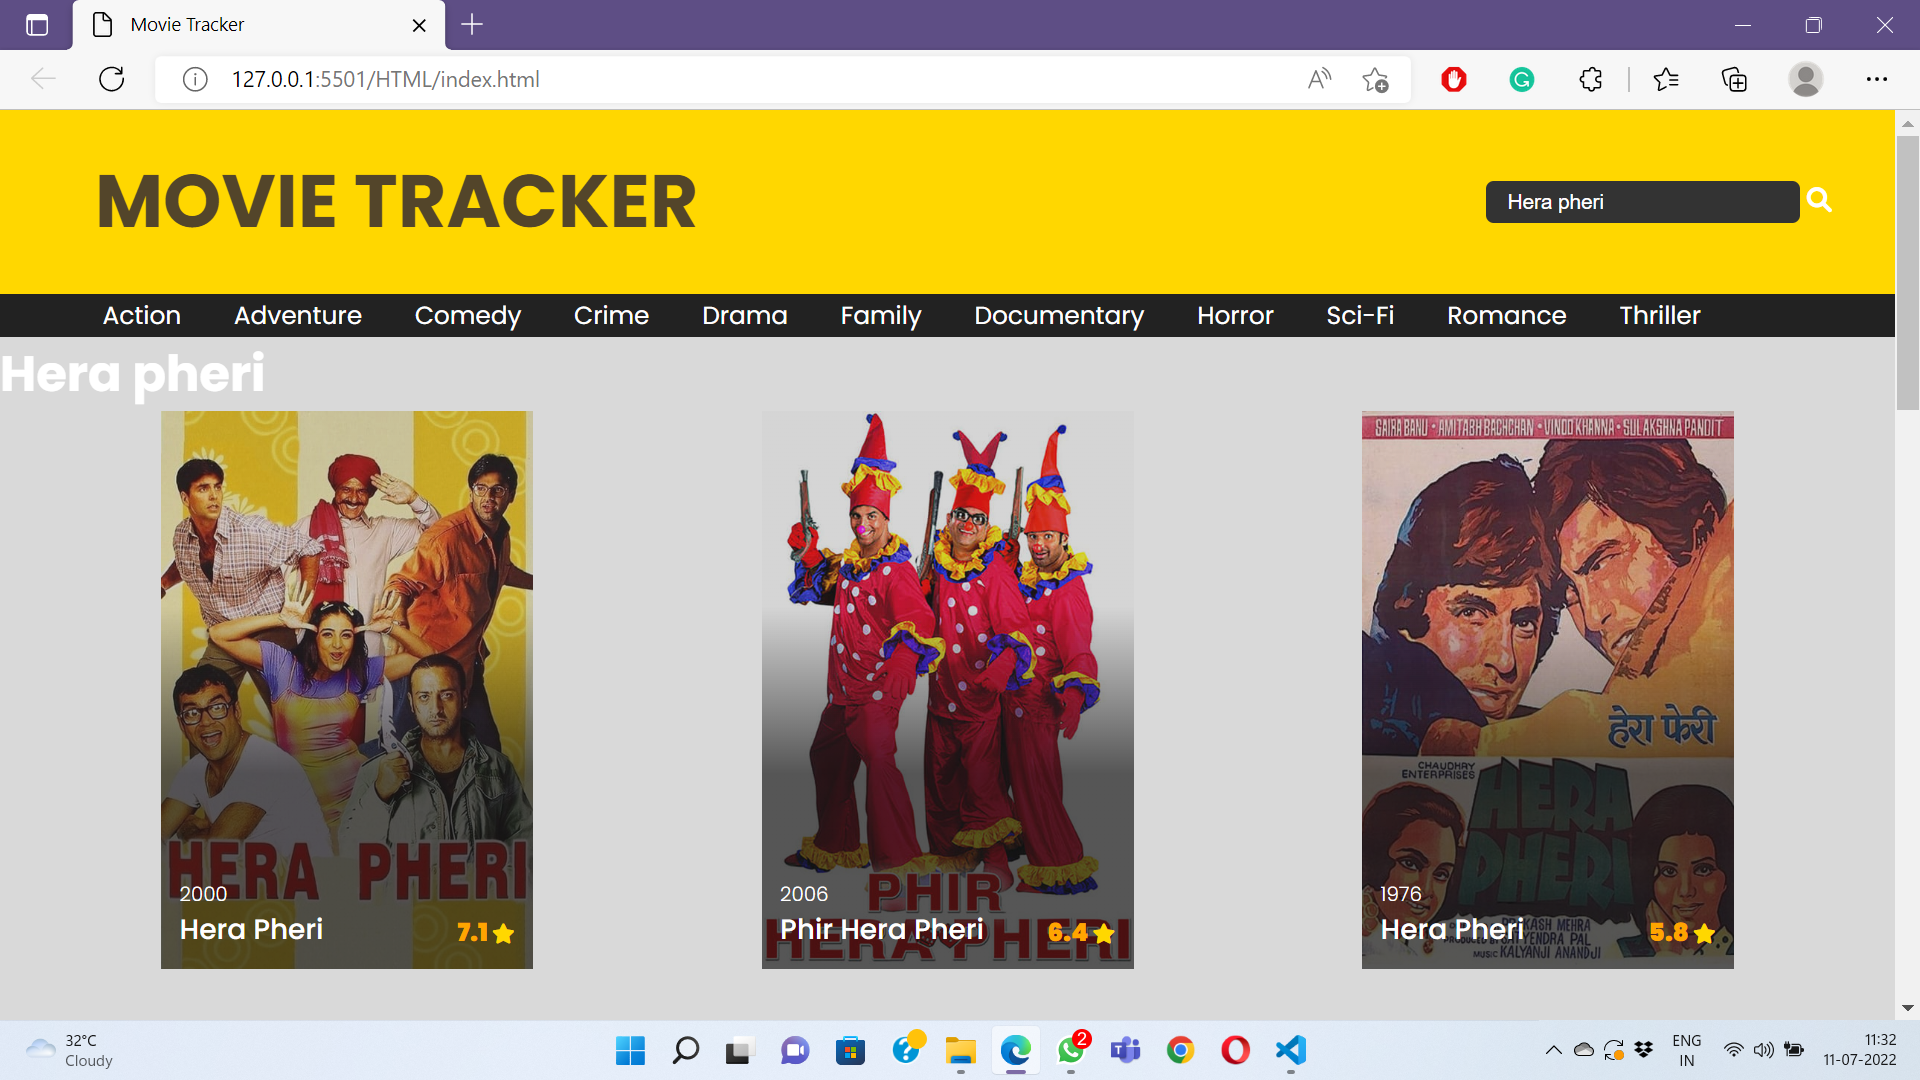 Movie Tracker
127.0.0.1:5501/HTML/index.html
MOVIE TRACKER
Hera pheri
Action Adventure Comedy Crime Drama Family Documentary Horror Sci-Fi Romance Thriller
Hera pheri
HERA PHERI
2000
Hera Pheri 7.1
PHIR
HERA PHERI
2006
Phir Hera Pheri 6.4
SAIRA BANU • AMITABH BACHCHAN • VINOD KHANNA • SULAKSHNA PANDIT
हेरा फेरी
CHAUDHRY
ENTERPRISES
HERA
PHERI
1976
Hera Pheri 5.8
PRAKASH MEHRA
SATYENDRA PAL
MUSIC KALYANJI ANANDJI
32°C
Cloudy
2
ENG
IN
11:32
11-07-2022